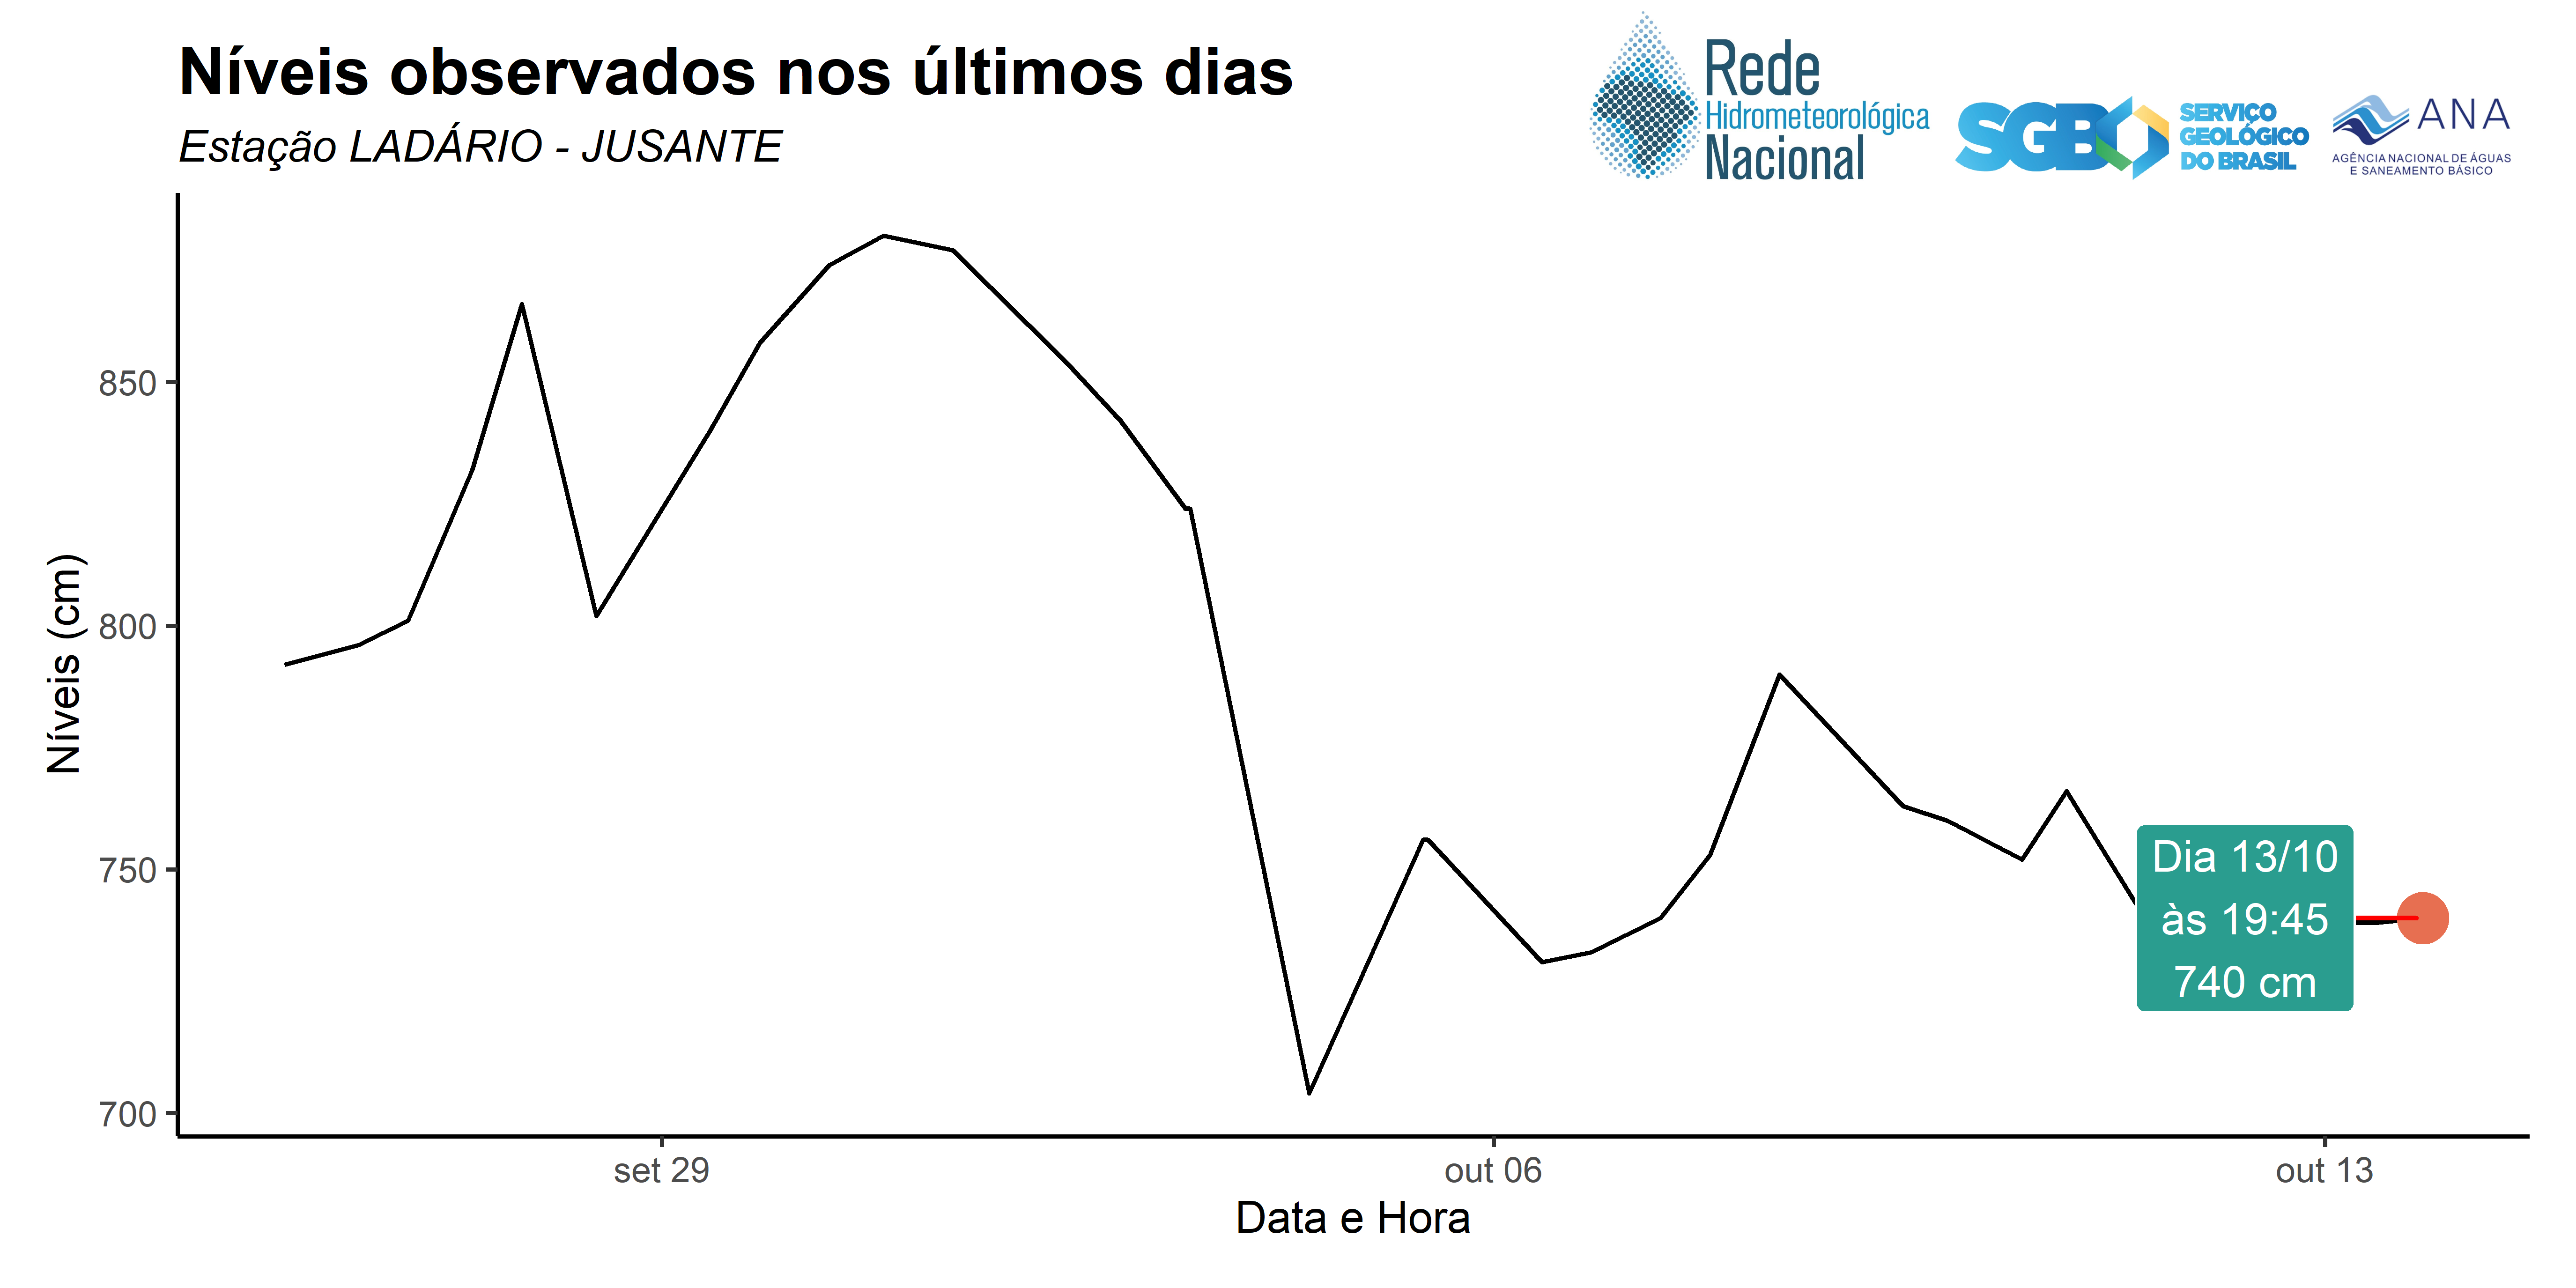 Níveis observados nos últimos dias
Estação LADÁRIO - JUSANTE
Rede
Hidrometeorológica
Nacional
SGB
SERVIÇO
GEOLÓGICO
DO BRASIL
ANA
AGÊNCIA NACIONAL DE ÁGUAS
E SANEAMENTO BÁSICO
Níveis (cm)
850
800
750
700
Dia 13/10
às 19:45
740 cm
set 29
out 06
out 13
Data e Hora